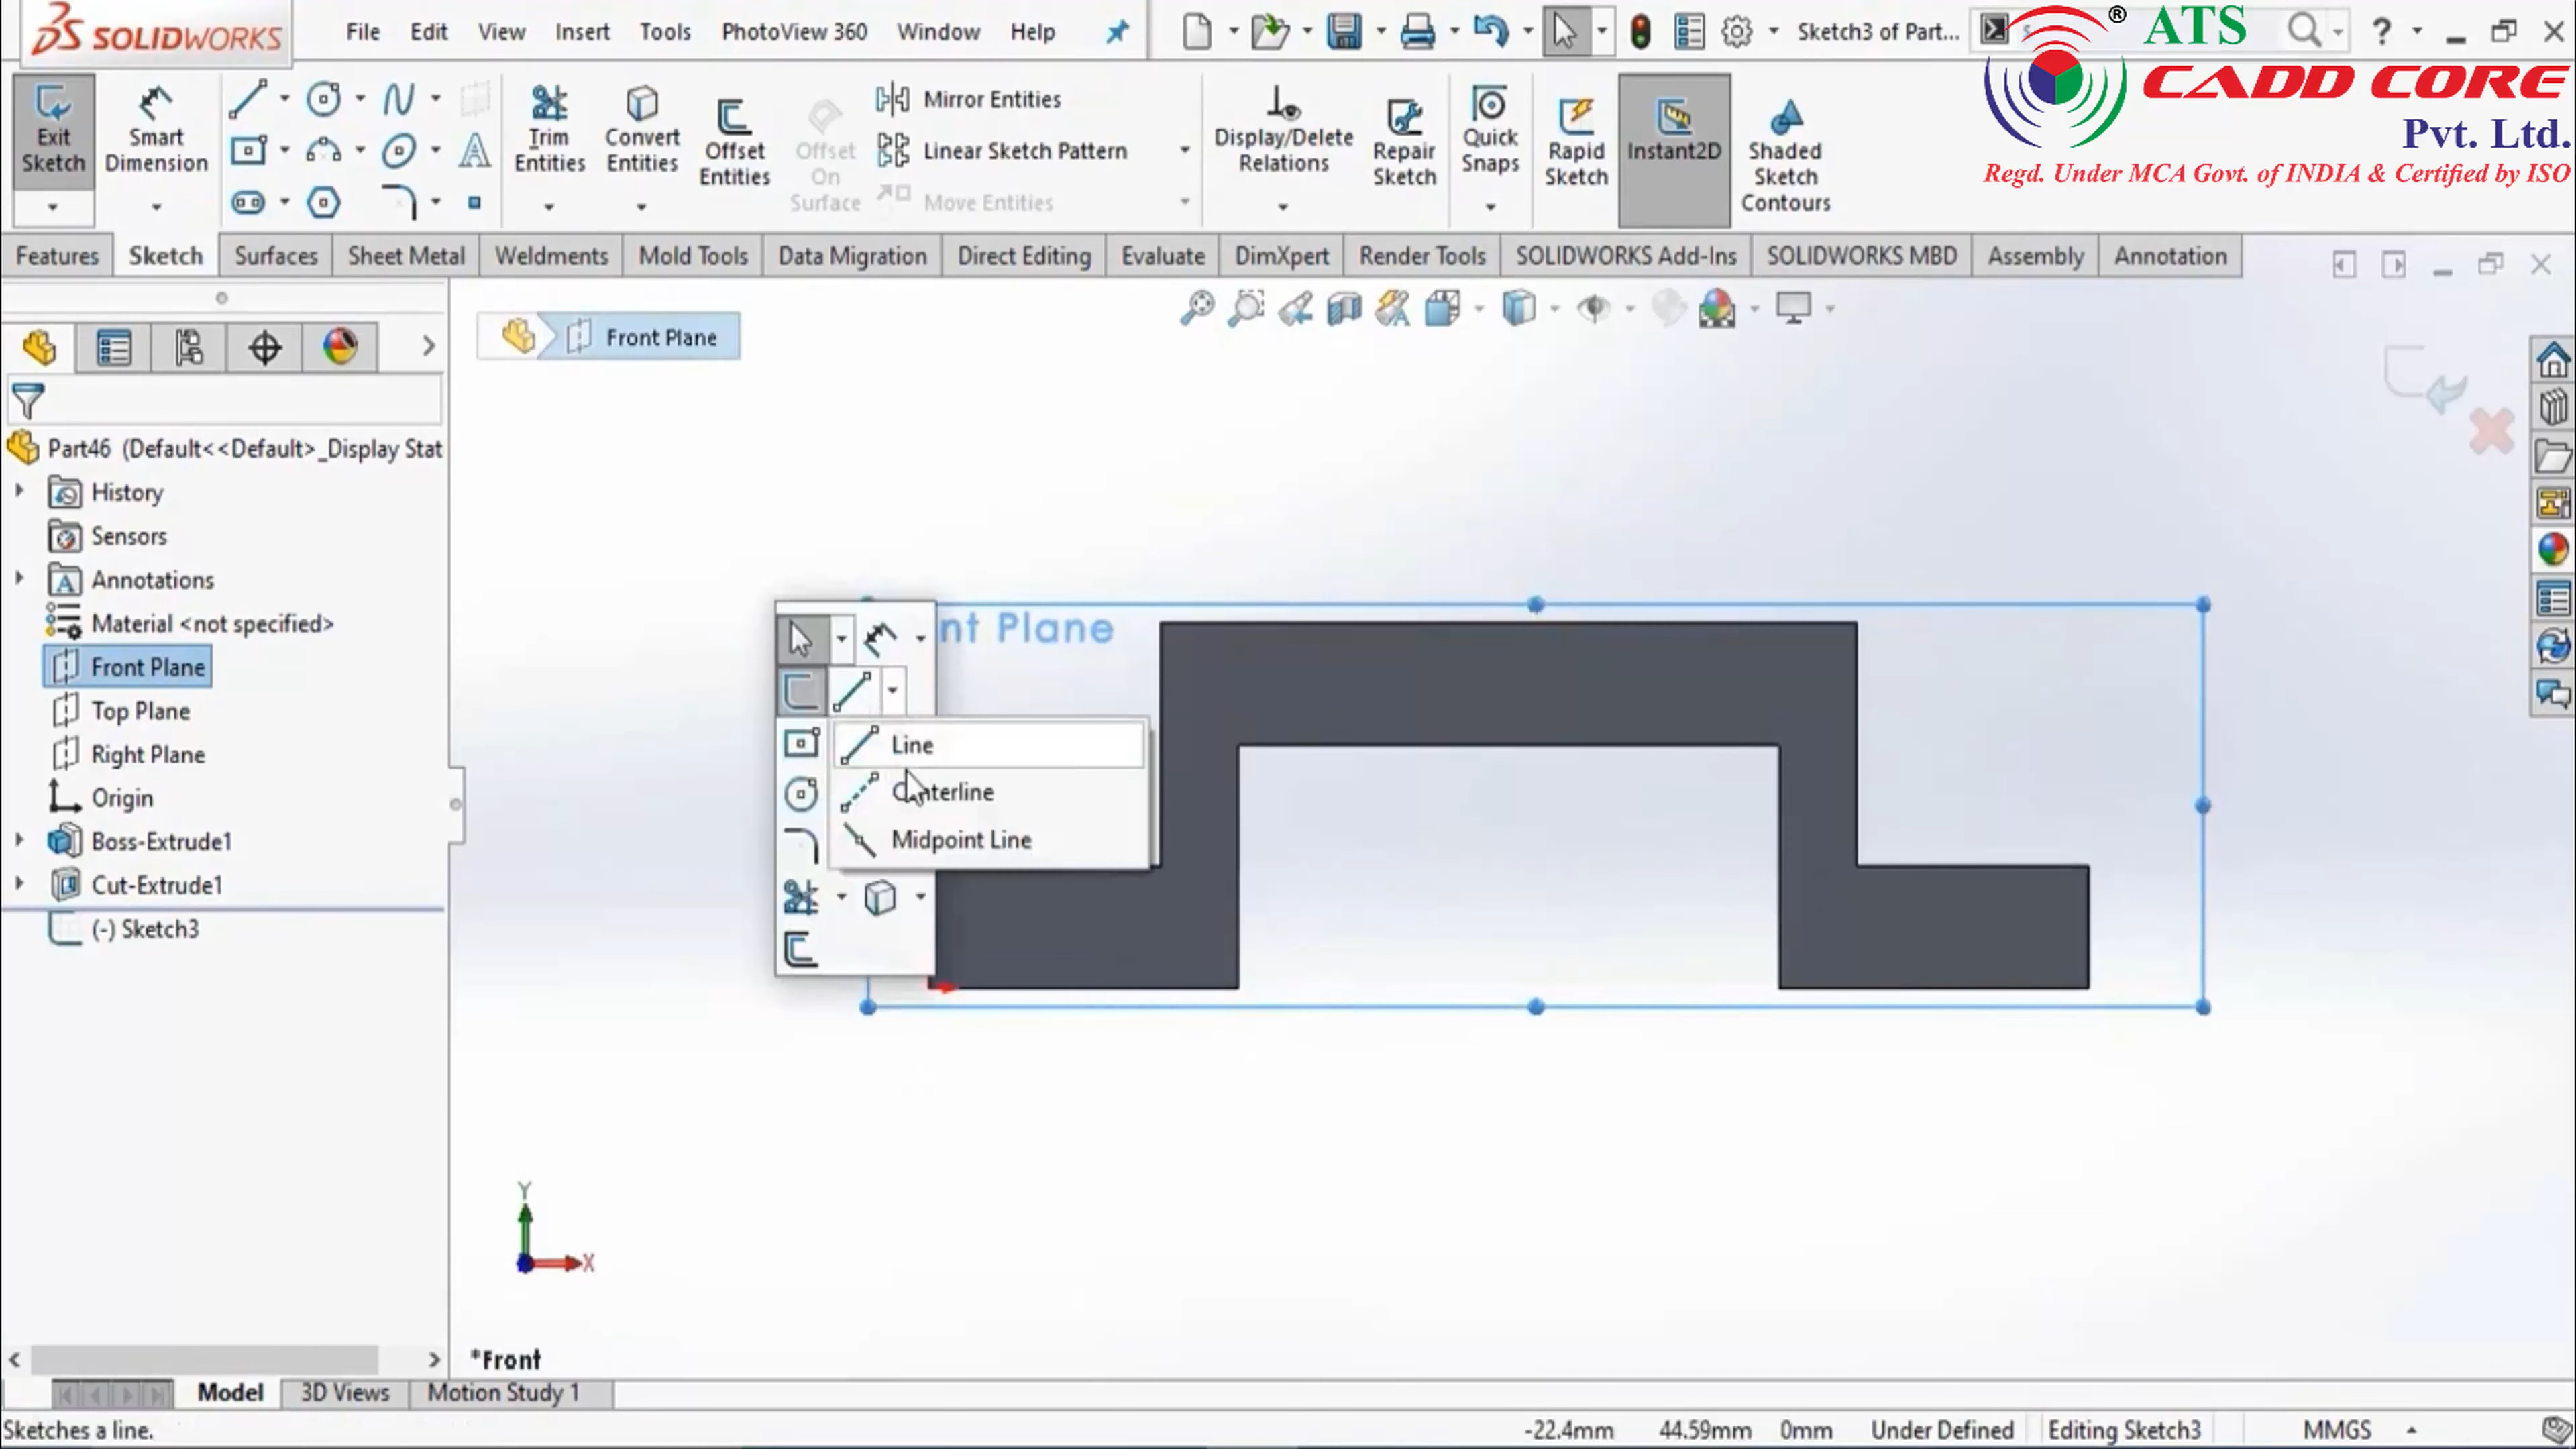 SOLIDWORKS
File Edit View Insert Tools PhotoView 360 Window Help
Sketch3 of Part...
?
ATS
®
CADD CORE
Pvt. Ltd.
Regd. Under MCA Govt. of INDIA & Certified by ISO
Exit Sketch
Smart Dimension
Trim Entities
Convert Entities
Offset Entities
Offset On Surface
Mirror Entities
Linear Sketch Pattern
Move Entities
Display/Delete Relations
Repair Sketch
Quick Snaps
Rapid Sketch
Instant2D
Shaded Sketch Contours
Features Sketch Surfaces Sheet Metal Weldments Mold Tools Data Migration Direct Editing Evaluate DimXpert Render Tools SOLIDWORKS Add-Ins SOLIDWORKS MBD Assembly Annotation
Front Plane
Part46 (Default<<Default>_Display Stat
History
Sensors
Annotations
Material <not specified>
Front Plane
Top Plane
Right Plane
Origin
Boss-Extrude1
Cut-Extrude1
(-) Sketch3
nt Plane
Line
Centerline
Midpoint Line
Y
X
*Front
Model 3D Views Motion Study 1
Sketches a line.
-22.4mm 44.59mm 0mm Under Defined Editing Sketch3 MMGS